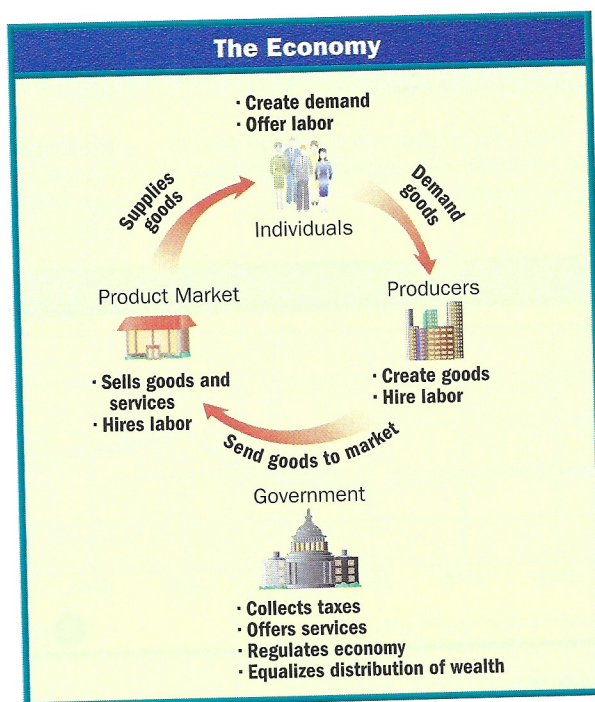 The Economy
· Create demand
· Offer labor
Supplies
goods
Demand
goods
Individuals
Product Market
Producers
· Sells goods and
services
· Hires labor
· Create goods
· Hire labor
Send goods to market
Government
· Collects taxes
· Offers services
· Regulates economy
· Equalizes distribution of wealth